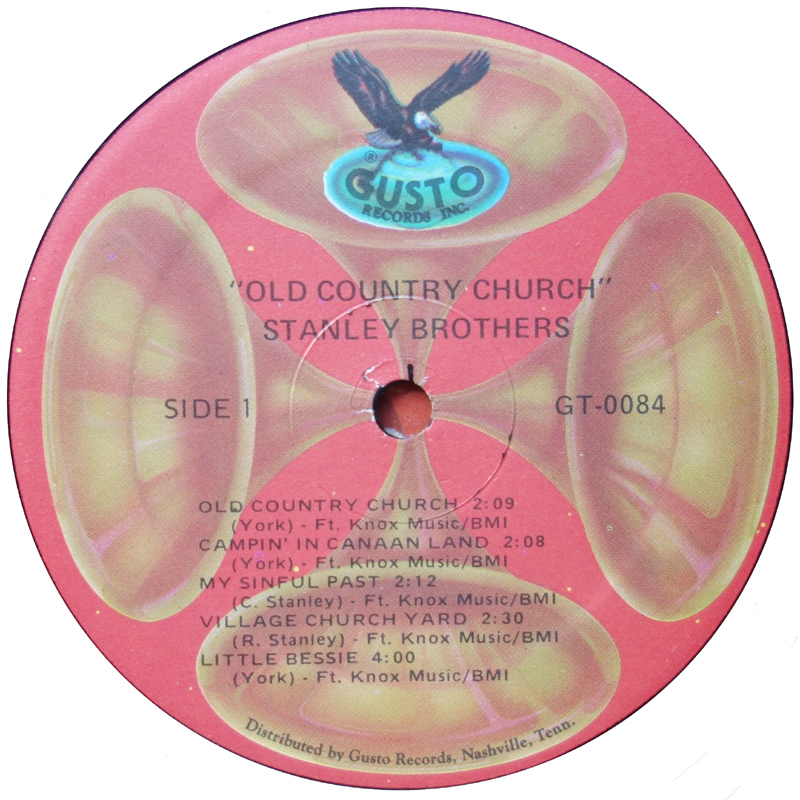 ®
GUSTO
RECORDS INC.
"OLD COUNTRY CHURCH"
STANLEY BROTHERS
SIDE 1
GT-0084
OLD COUNTRY CHURCH 2:09
(York) - Ft. Knox Music/BMI
CAMPIN' IN CANAAN LAND 2:08
(York) - Ft. Knox Music/BMI
MY SINFUL PAST 2:12
(C. Stanley) - Ft. Knox Music/BMI
VILLAGE CHURCH YARD 2:30
(R. Stanley) - Ft. Knox Music/BMI
LITTLE BESSIE 4:00
(York) - Ft. Knox Music/BMI
Distributed by Gusto Records, Nashville, Tenn.